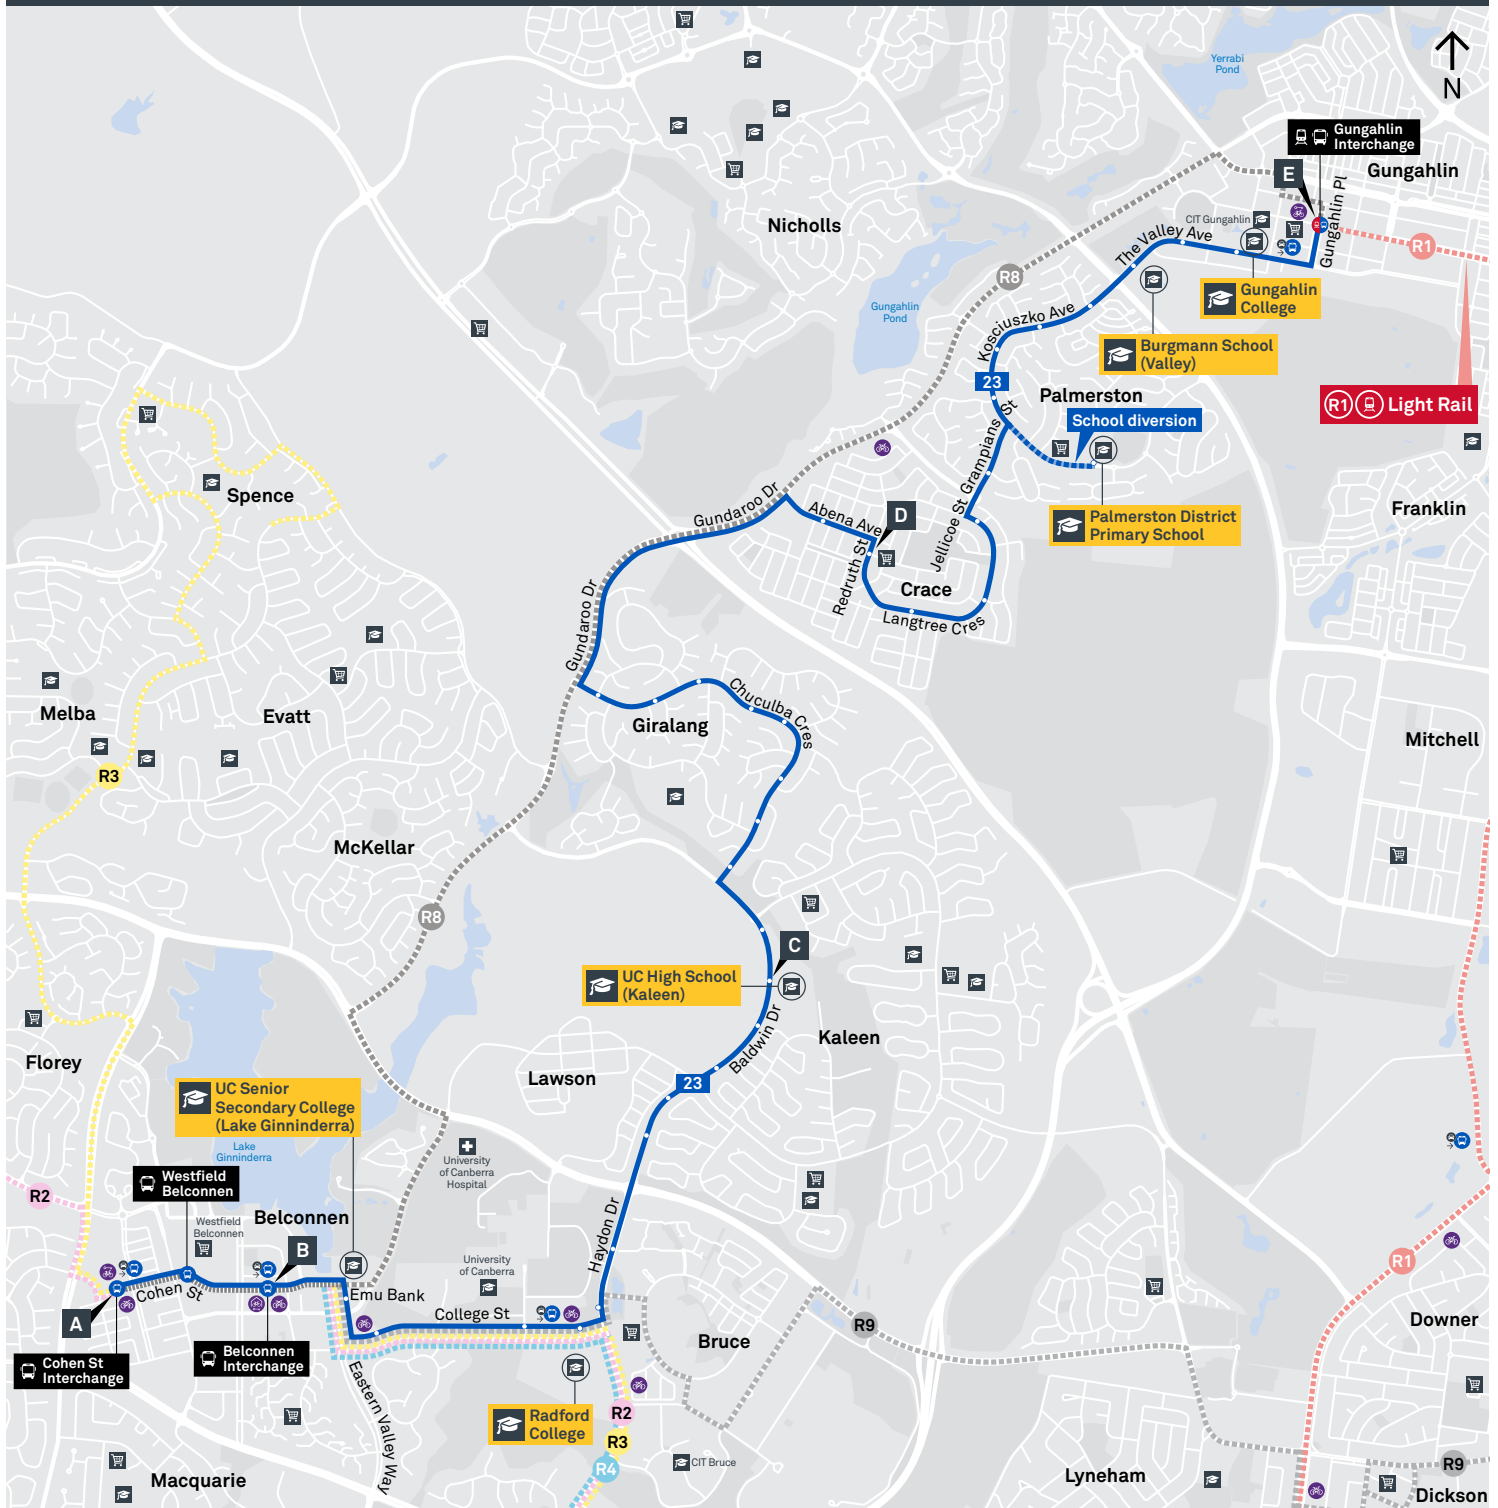 Yerrabi
Pond
N
Gungahlin
Interchange
Gungahlin
E
Gungahlin Pl
CIT Gungahlin
The Valley Ave
R1
Nicholls
R8
Gungahlin
Pond
Kosciuszko Ave
Gungahlin
College
Burgmann School
(Valley)
23
Palmerston
R1
Light Rail
School diversion
Grampians St
Spence
Gundaroo Dr
Abena Ave
D
Jellicoe St
Palmerston District
Primary School
Franklin
Redruth St
Crace
Langtree Cres
Gundaroo Dr
Melba
Evatt
Giralang
Chuculba Cres
Mitchell
R3
McKellar
R8
C
UC High School
(Kaleen)
Baldwin Dr
Kaleen
Florey
Lawson
23
UC Senior
Secondary College
(Lake Ginninderra)
Lake
Ginninderra
University
of Canberra
Hospital
Westfield
Belconnen
R2
Westfield
Belconnen
Belconnen
B
Haydon Dr
University
of Canberra
R1
Cohen St
Emu Bank
College St
A
Bruce
R9
Downer
Cohen St
Interchange
Belconnen
Interchange
Eastern Valley Way
Radford
College
R2
R3
R4
CIT Bruce
Macquarie
Lyneham
R9
Dickson